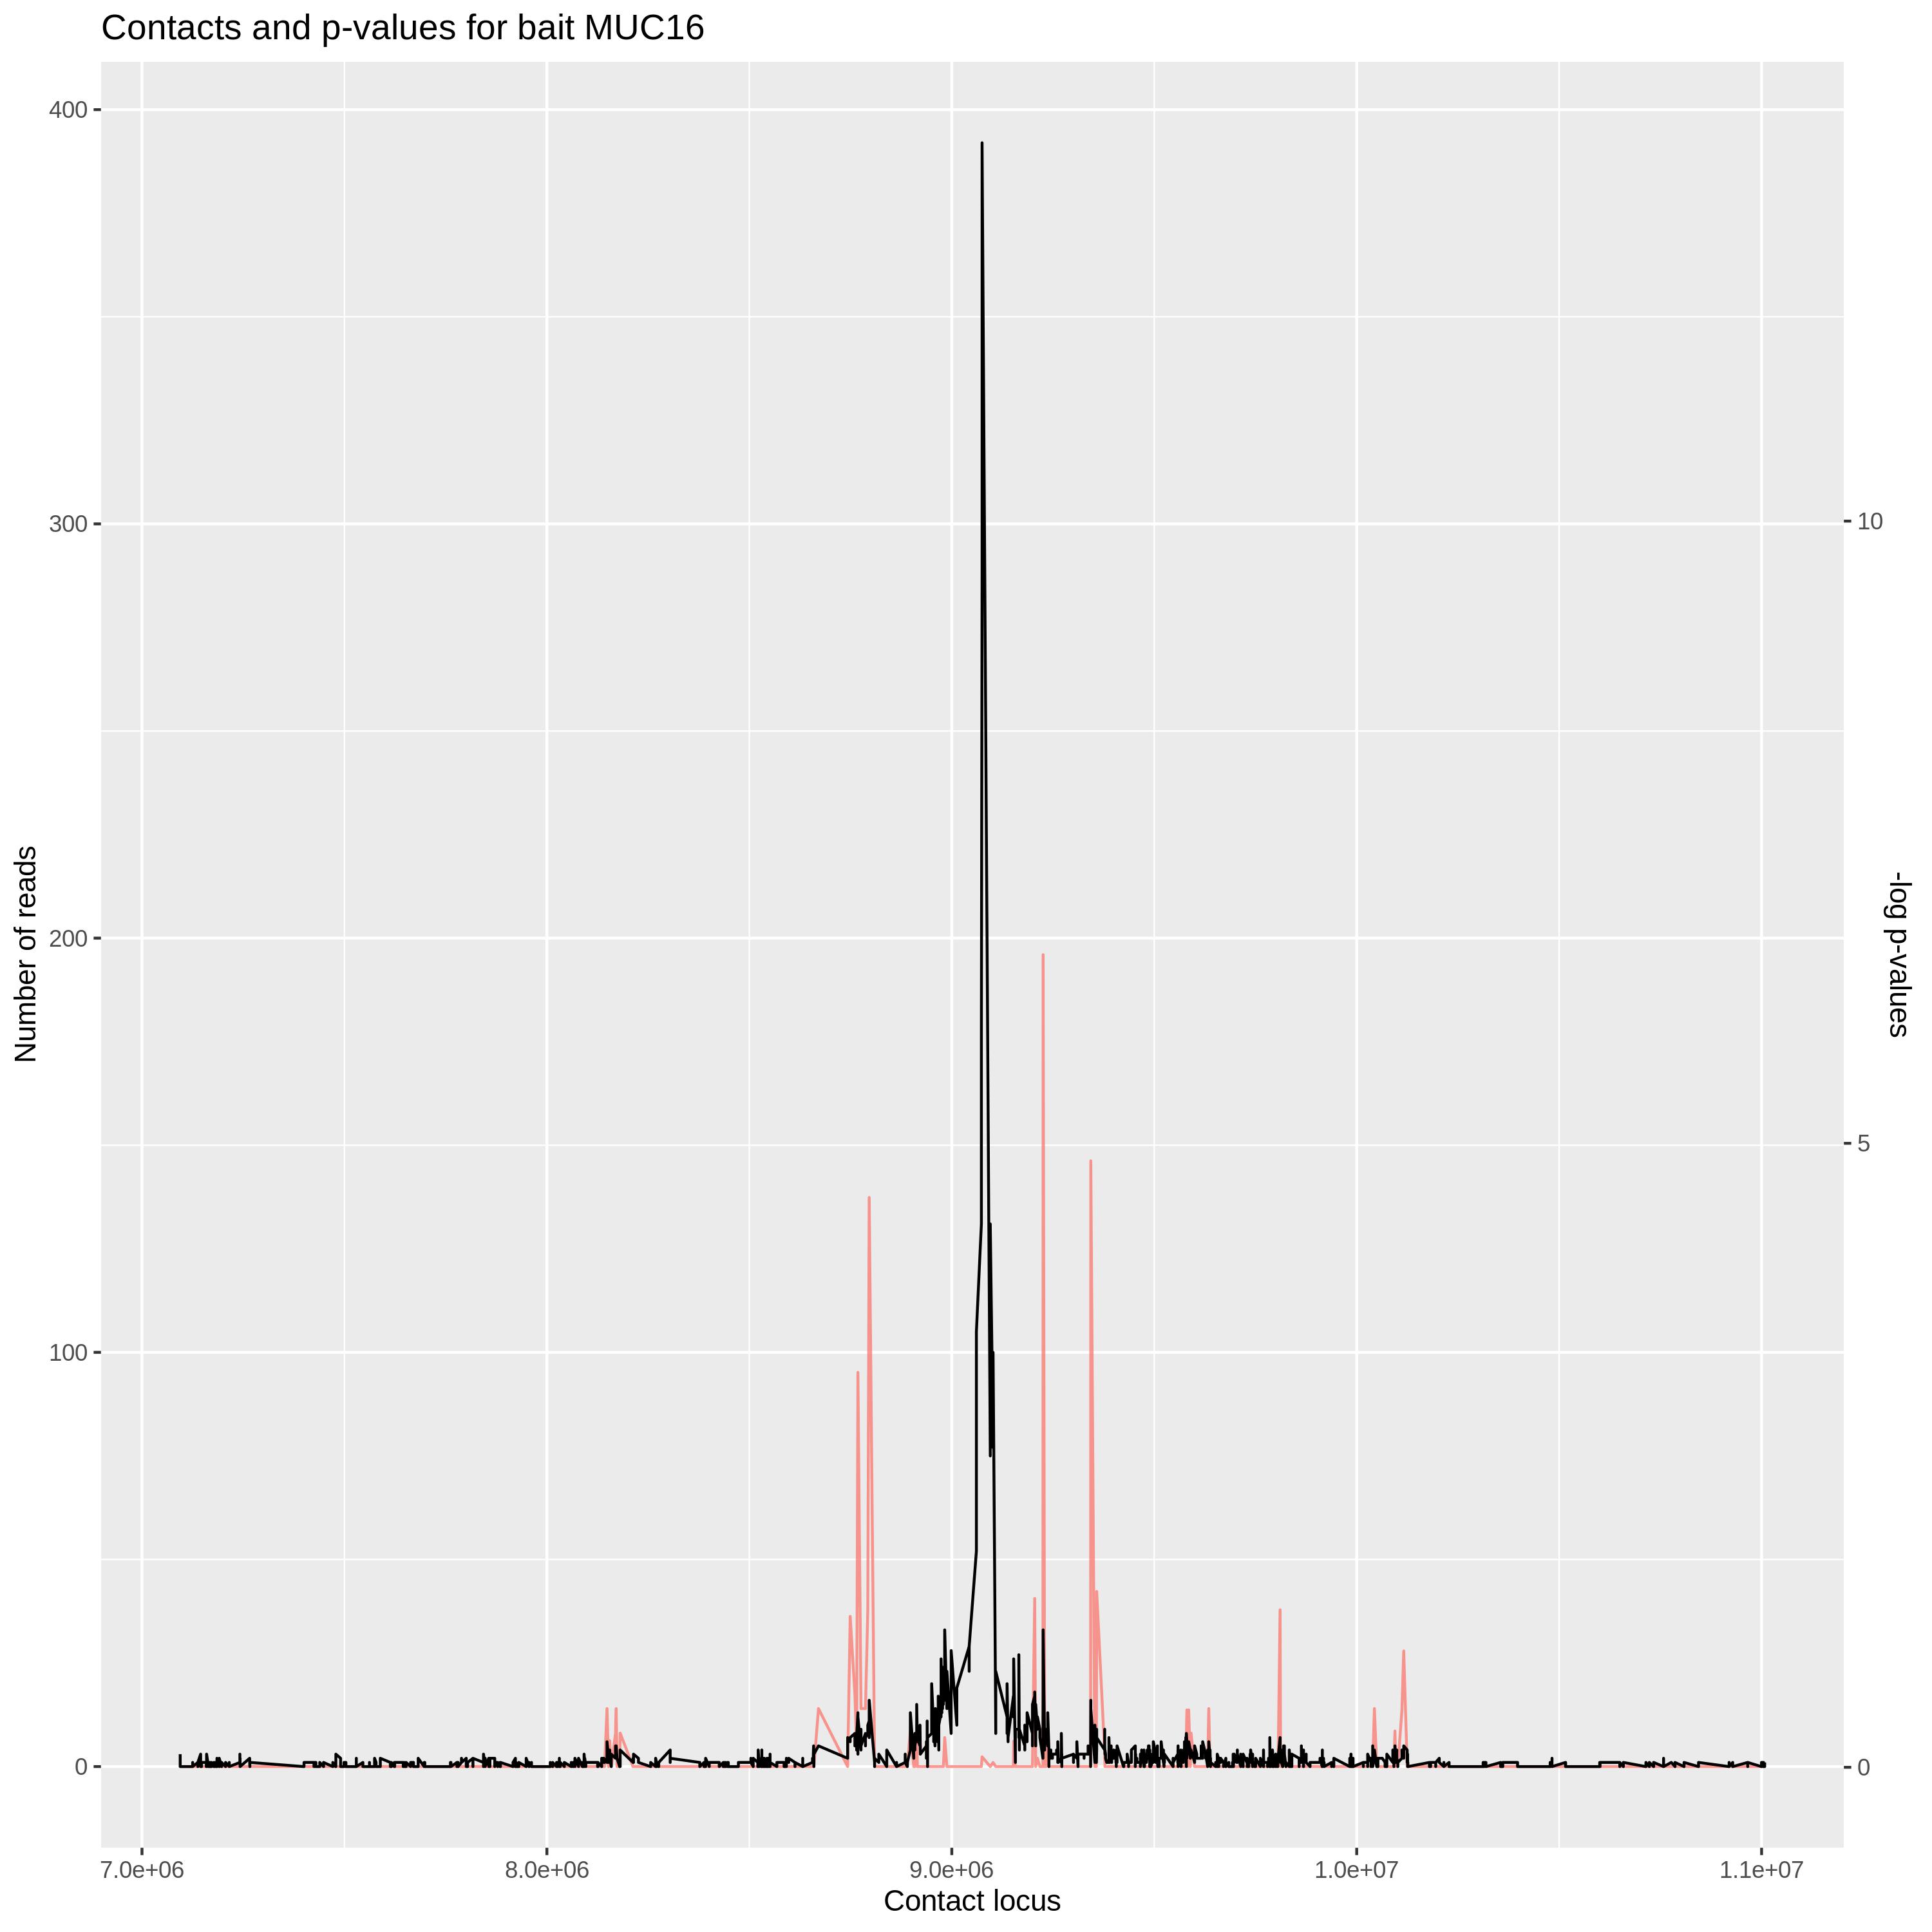 Contacts and p-values for bait MUC16
400
300
200
100
0
Number of reads
10
5
0
-log p-values
7.0e+06
8.0e+06
9.0e+06
1.0e+07
1.1e+07
Contact locus